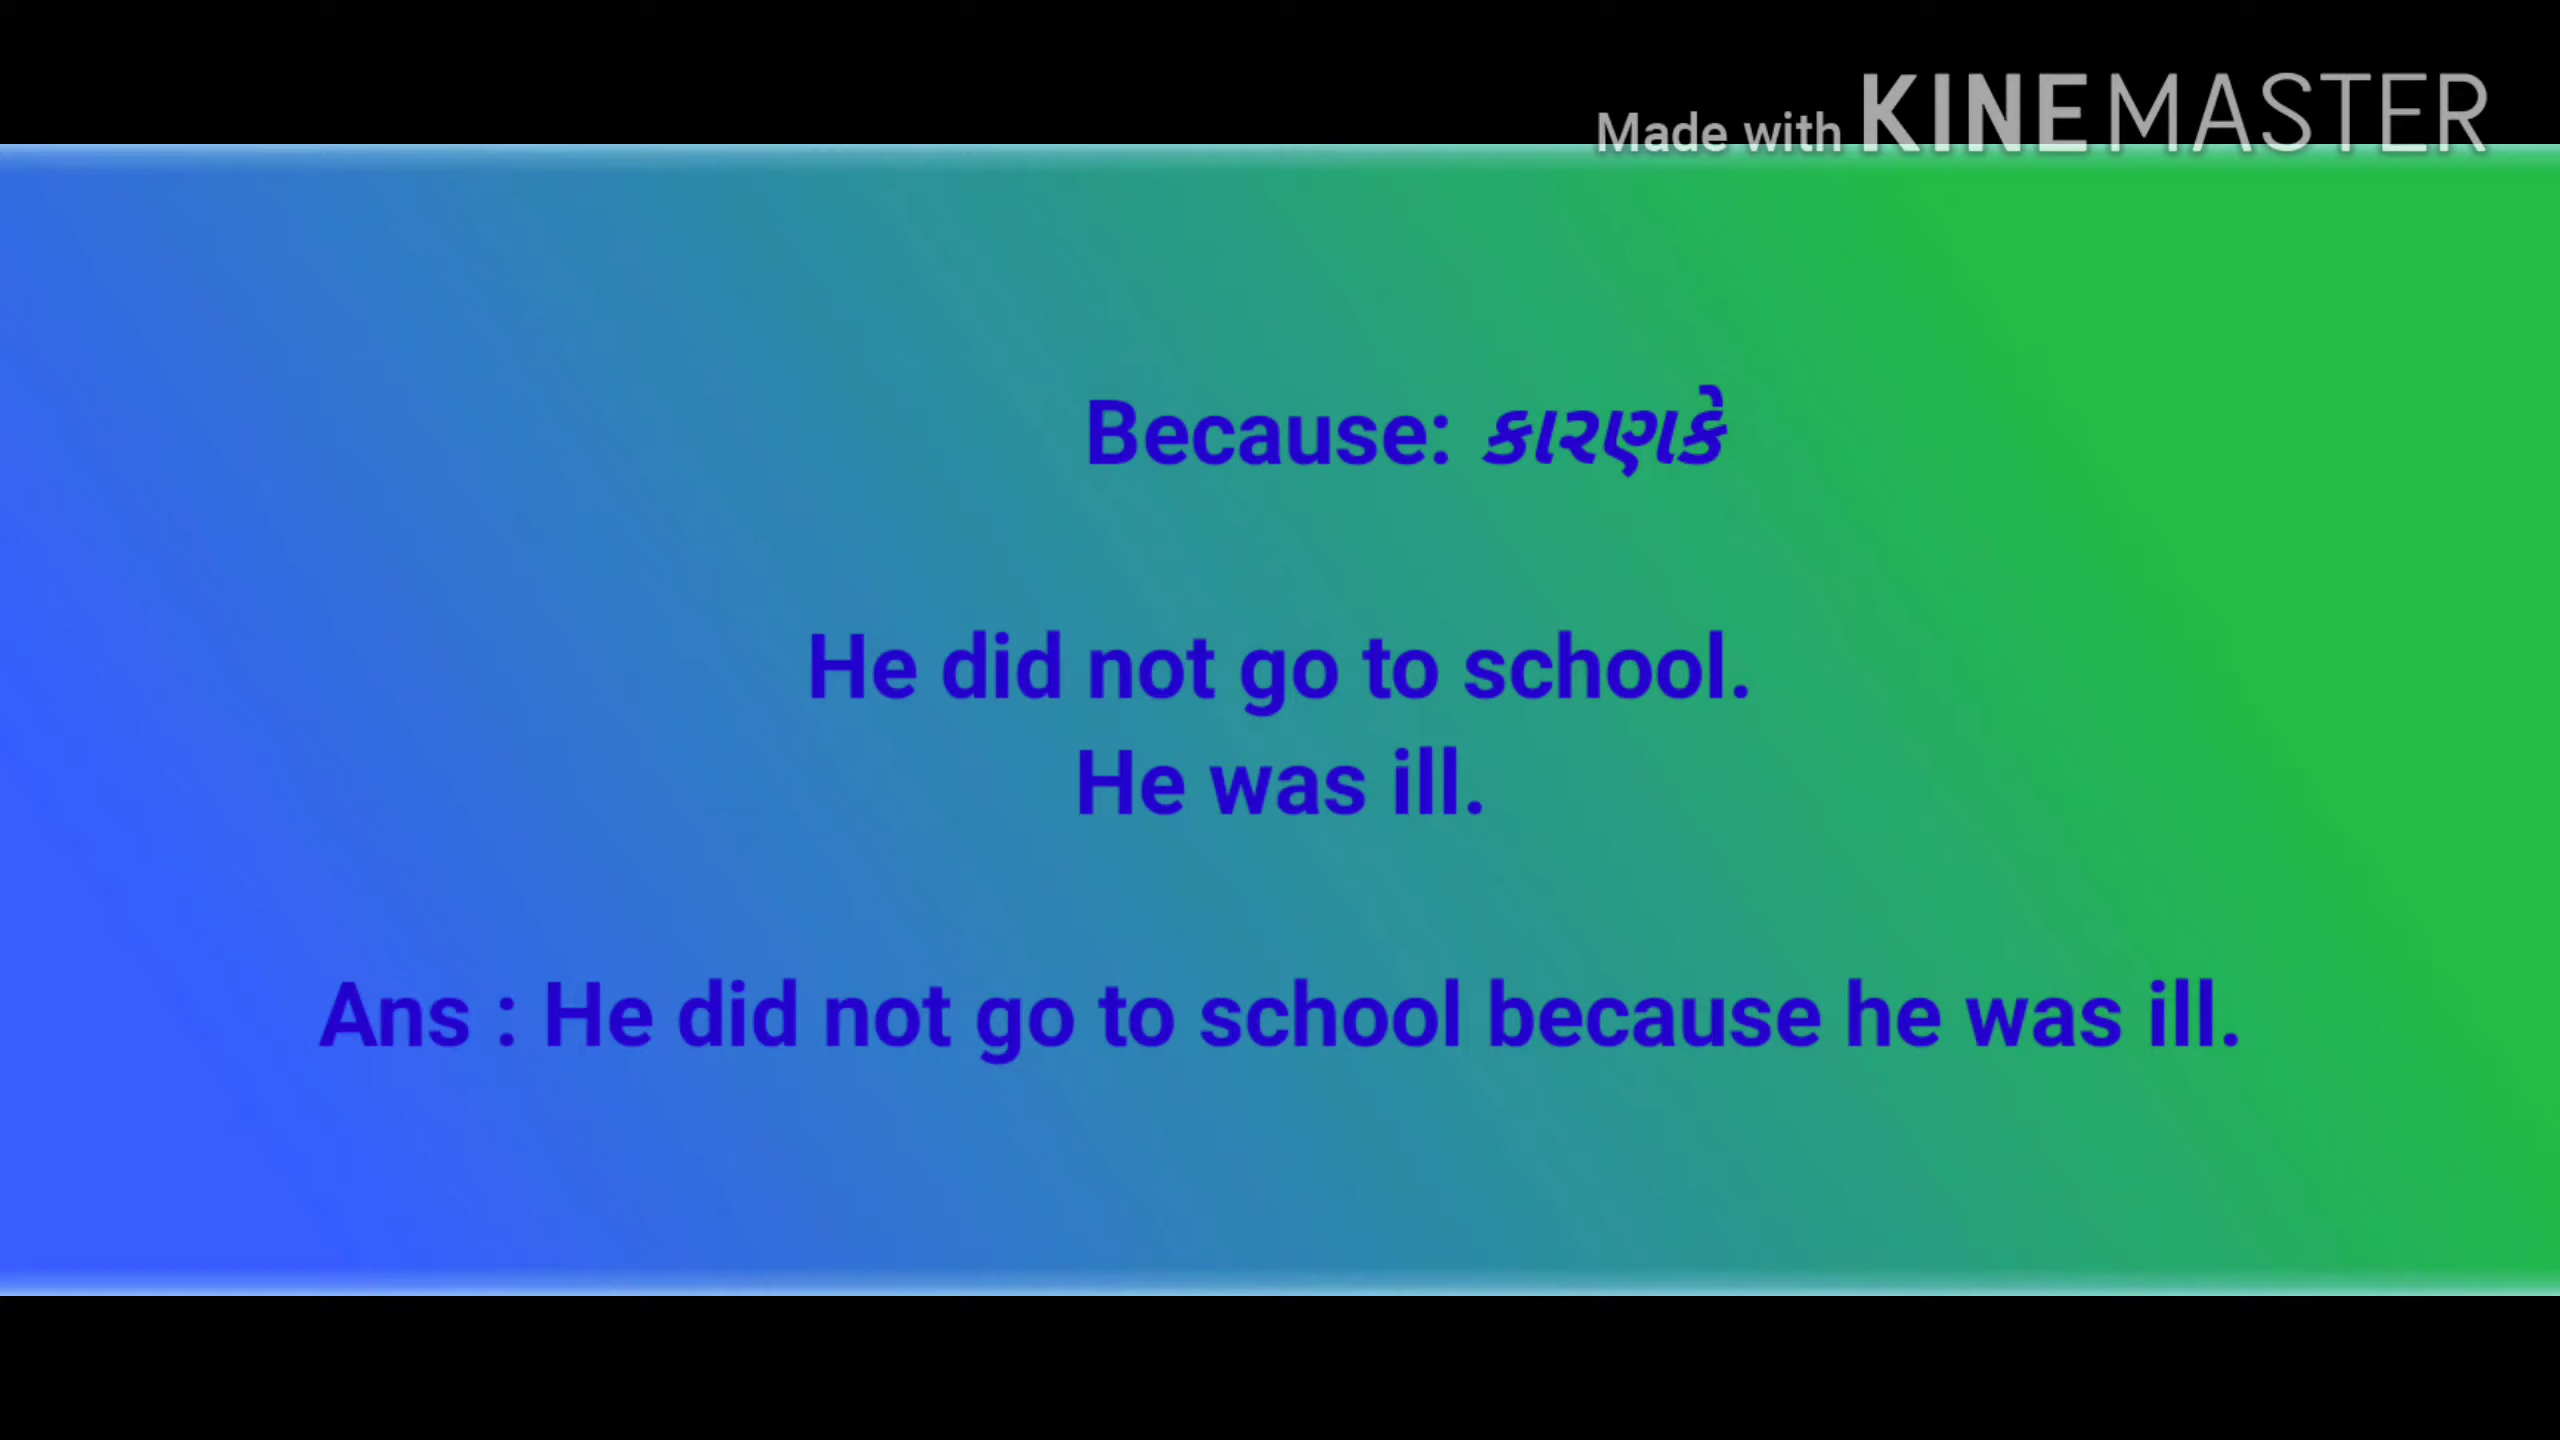 Made with KINEMASTER
Because: કારણકે
He did not go to school.
He was ill.
Ans : He did not go to school because he was ill.